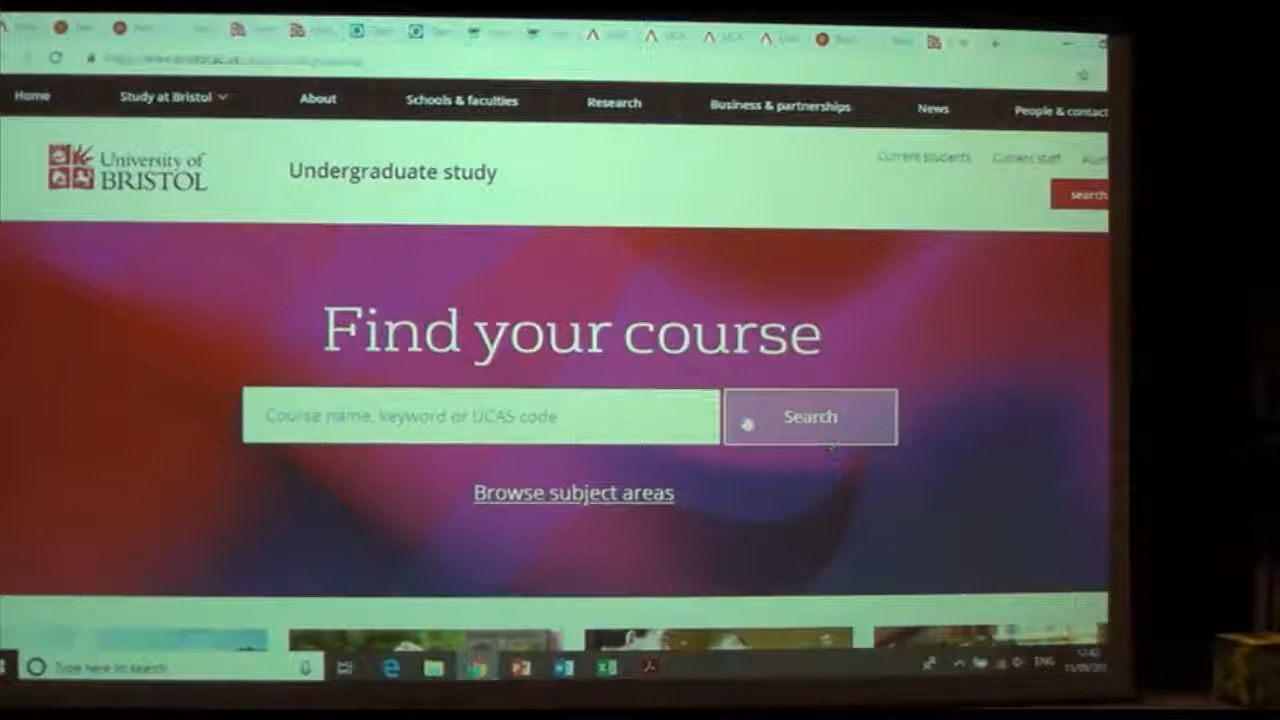 Home Study at Bristol About Schools & faculties Research Business & partnerships News People & contact
University of
BRISTOL
Undergraduate study
Current students Current staff
search
Find your course
Course name, keyword or UCAS code
Search
Browse subject areas
Type here to search
ENG
12:40